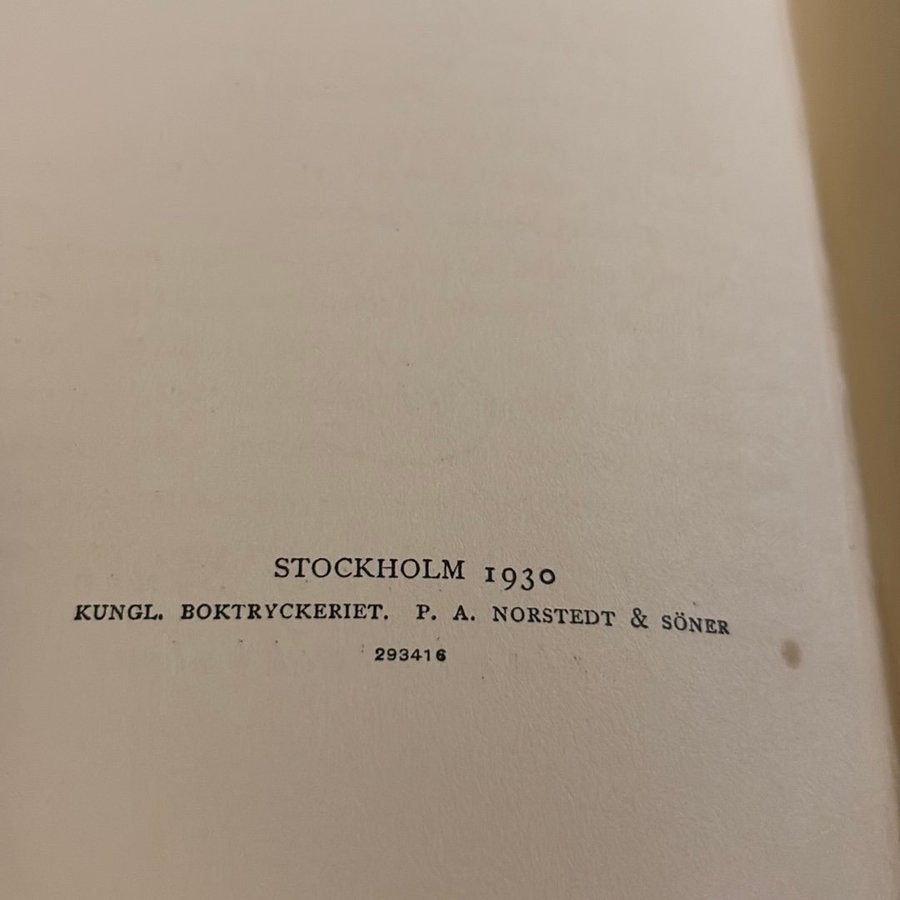 STOCKHOLM 1930
KUNGL. BOKTRYCKERIET. P. A. NORSTEDT & SÖNER
293416